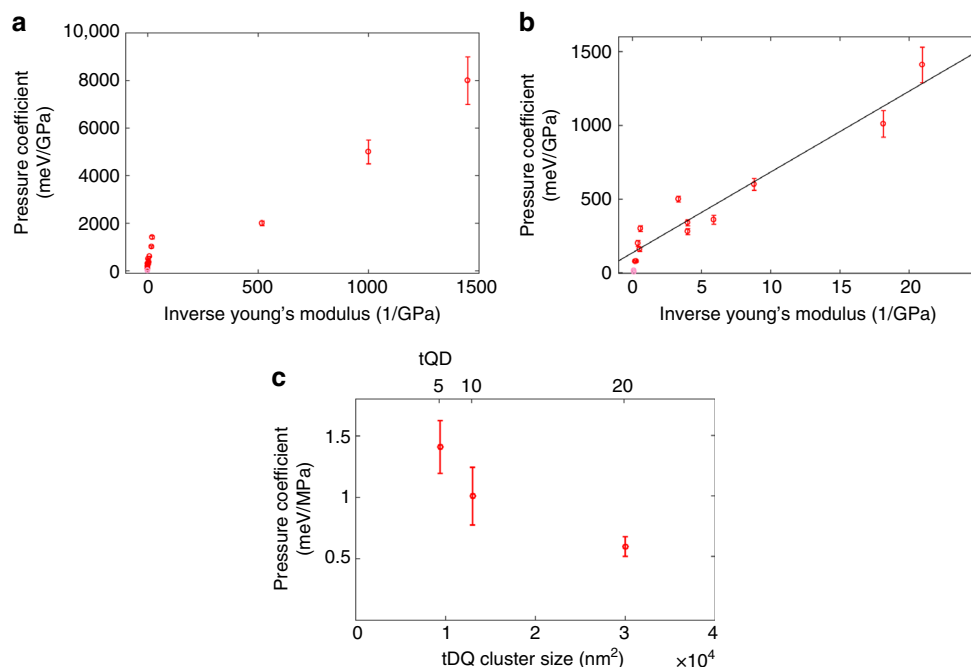 a
10,000
8000
6000
4000
2000
0
Pressure coefficient
(meV/GPa)
0 500 1000 1500
Inverse young's modulus (1/GPa)
b
1500
1000
500
0
Pressure coefficient
(meV/GPa)
0 5 10 15 20
Inverse young's modulus (1/GPa)
c
tQD
5 10 20
1.5
1
0.5
Pressure coefficient
(meV/MPa)
0 1 2 3 4
tDQ cluster size (nm²) ×10⁴